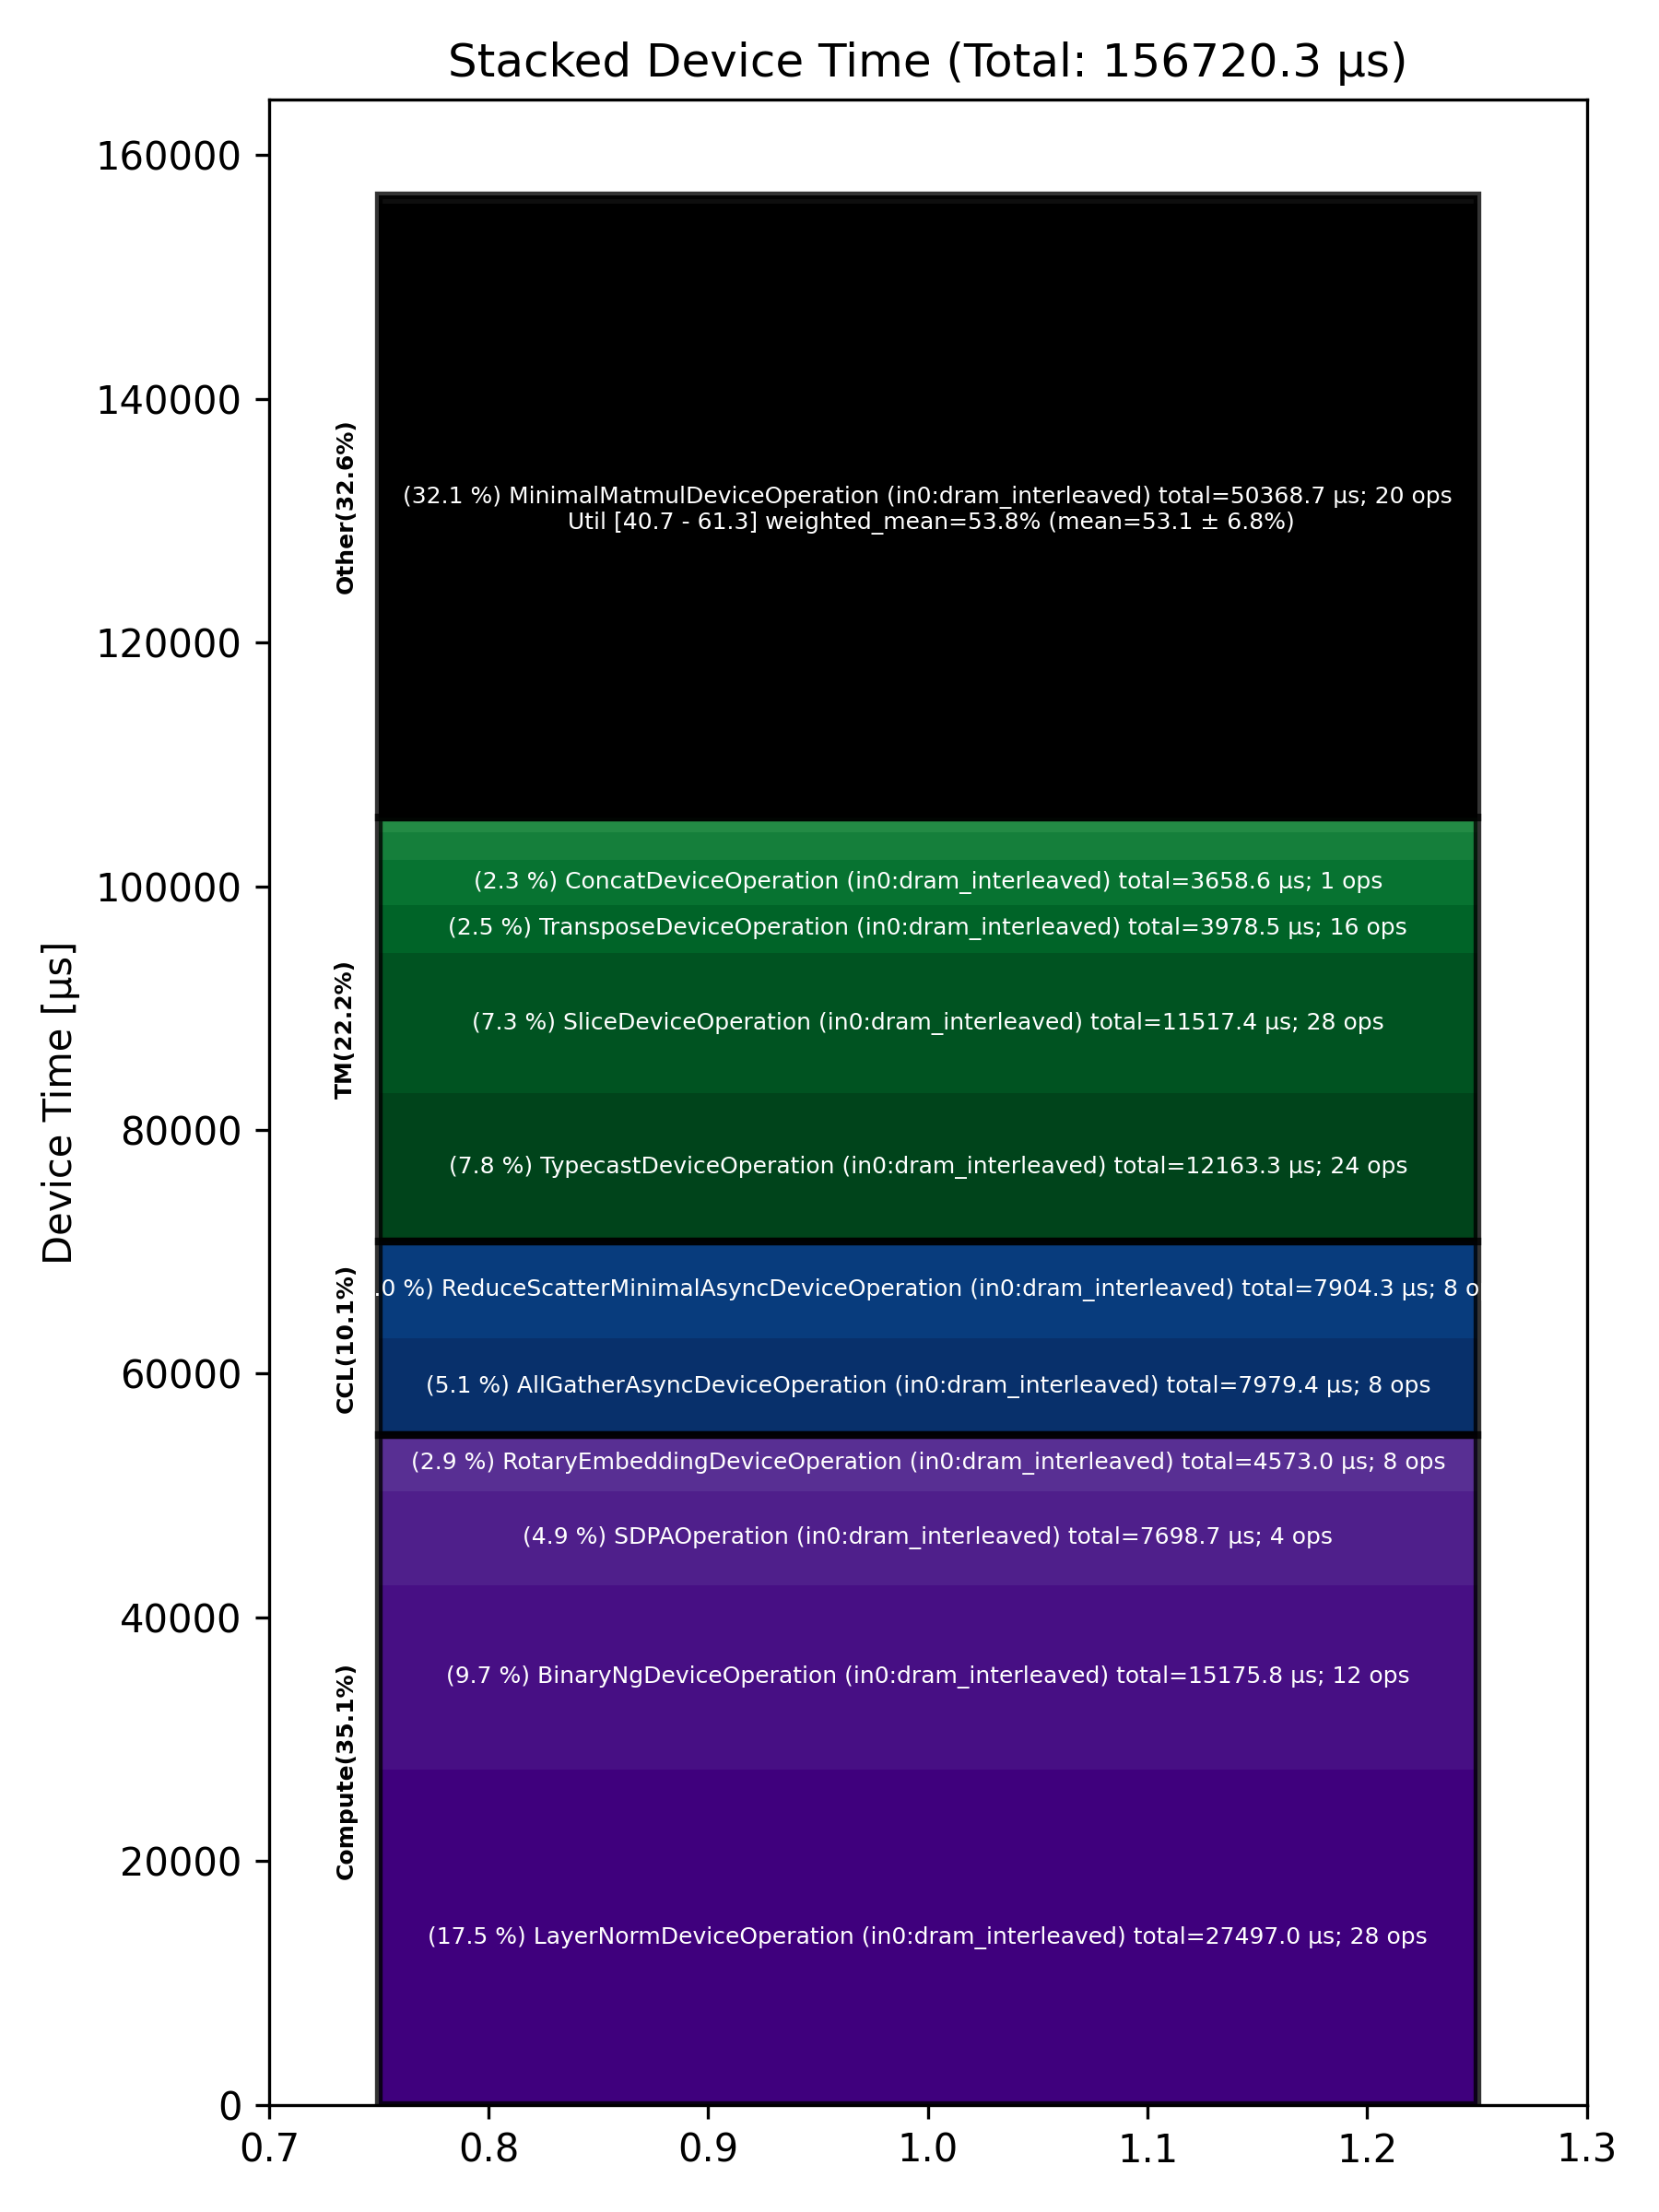 Stacked Device Time (Total: 156720.3 µs)
160000
140000
120000
100000
80000
60000
40000
20000
0
Device Time [µs]
Other(32.6%)
(32.1 %) MinimalMatmulDeviceOperation (in0:dram_interleaved) total=50368.7 µs; 20 ops
Util [40.7 - 61.3] weighted_mean=53.8% (mean=53.1 ± 6.8%)
TM(22.2%)
(2.3 %) ConcatDeviceOperation (in0:dram_interleaved) total=3658.6 µs; 1 ops
(2.5 %) TransposeDeviceOperation (in0:dram_interleaved) total=3978.5 µs; 16 ops
(7.3 %) SliceDeviceOperation (in0:dram_interleaved) total=11517.4 µs; 28 ops
(7.8 %) TypecastDeviceOperation (in0:dram_interleaved) total=12163.3 µs; 24 ops
CCL(10.1%)
.0 %) ReduceScatterMinimalAsyncDeviceOperation (in0:dram_interleaved) total=7904.3 µs; 8 o
(5.1 %) AllGatherAsyncDeviceOperation (in0:dram_interleaved) total=7979.4 µs; 8 ops
Compute(35.1%)
(2.9 %) RotaryEmbeddingDeviceOperation (in0:dram_interleaved) total=4573.0 µs; 8 ops
(4.9 %) SDPAOperation (in0:dram_interleaved) total=7698.7 µs; 4 ops
(9.7 %) BinaryNgDeviceOperation (in0:dram_interleaved) total=15175.8 µs; 12 ops
(17.5 %) LayerNormDeviceOperation (in0:dram_interleaved) total=27497.0 µs; 28 ops
0.7 0.8 0.9 1.0 1.1 1.2 1.3